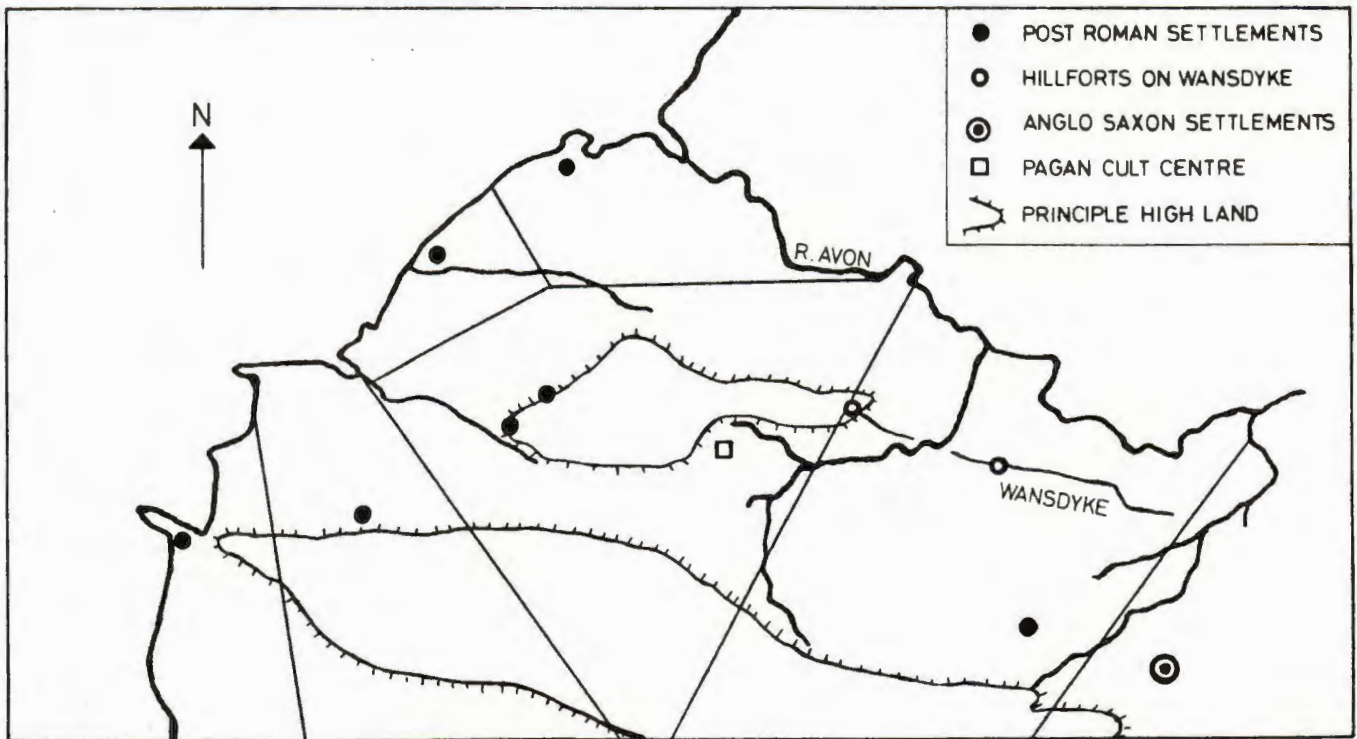 POST ROMAN SETTLEMENTS
HILLFORTS ON WANSDYKE
ANGLO SAXON SETTLEMENTS
PAGAN CULT CENTRE
PRINCIPLE HIGH LAND
N
R. AVON
WANSDYKE